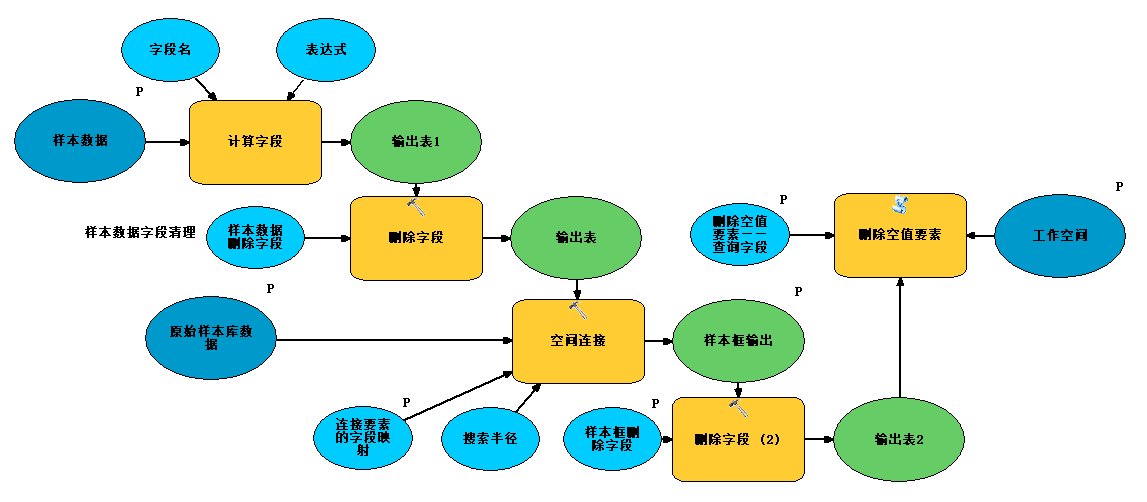 字段名
表达式
P
样本数据
计算字段
输出表1
样本数据字段清理
样本数据
删除字段
删除字段
输出表
P
删除空值
要素——
查询字段
删除空值要素
P
工作空间
P
原始样本库数
据
空间连接
P
样本框输出
P
连接要素
的字段映
射
搜索半径
P
样本框删
除字段
删除字段 (2)
输出表2